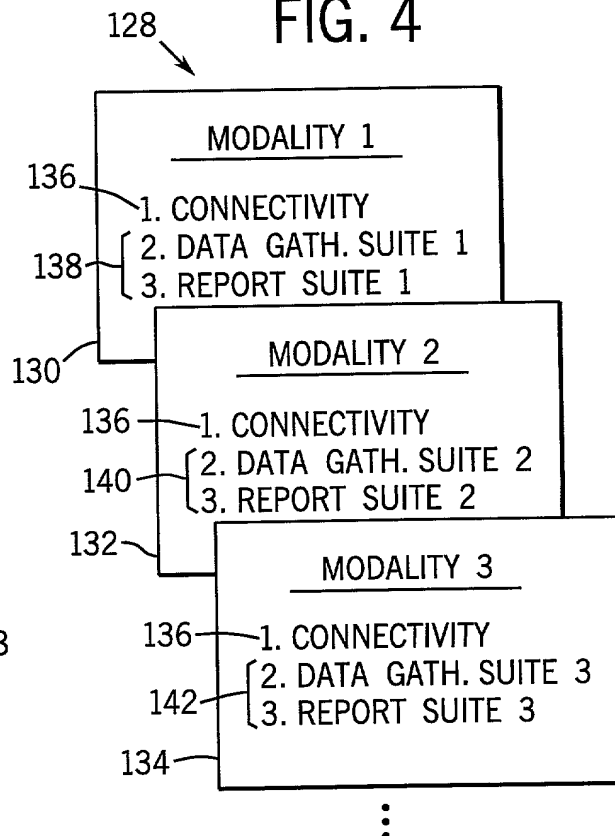 FIG. 4
128
MODALITY 1
136
1. CONNECTIVITY
138
2. DATA GATH. SUITE 1
3. REPORT SUITE 1
130
MODALITY 2
136
1. CONNECTIVITY
140
2. DATA GATH. SUITE 2
3. REPORT SUITE 2
132
MODALITY 3
136
1. CONNECTIVITY
142
2. DATA GATH. SUITE 3
3. REPORT SUITE 3
134